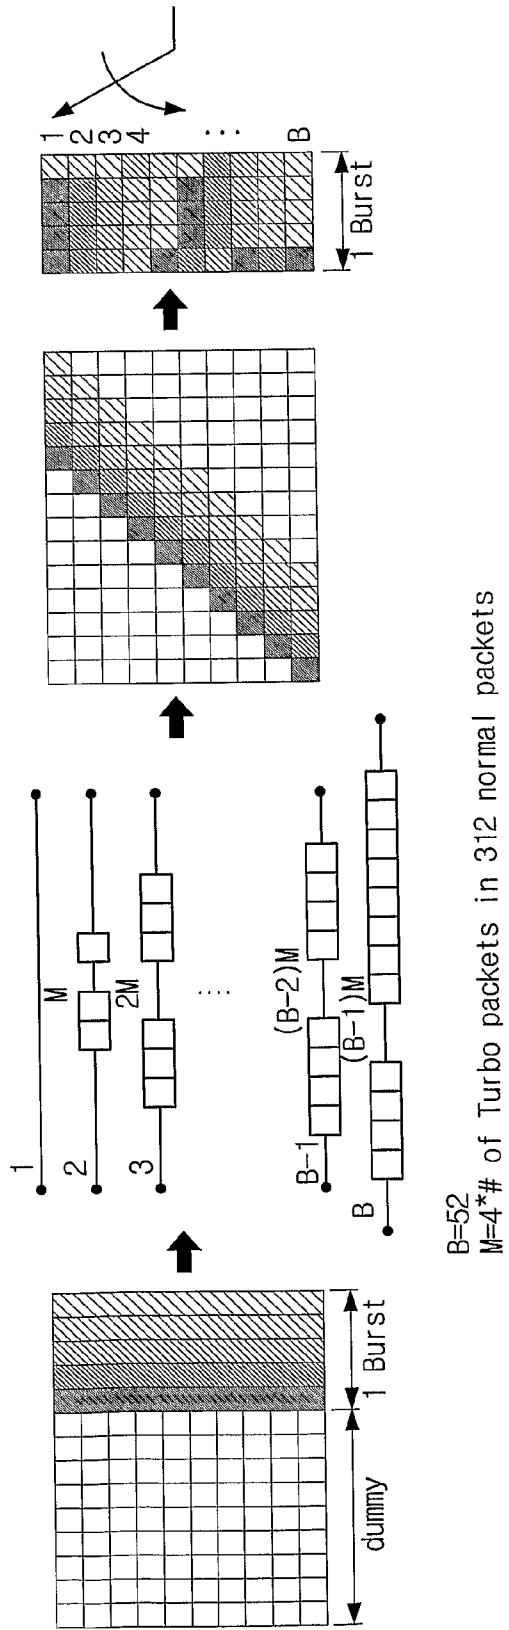 dummy
1 Burst
1
2
M
3
2M
....
B-1
(B-2)M
B
(B-1)M
1
2
3
4
...
B
1 Burst
B=52
M=4*# of Turbo packets in 312 normal packets